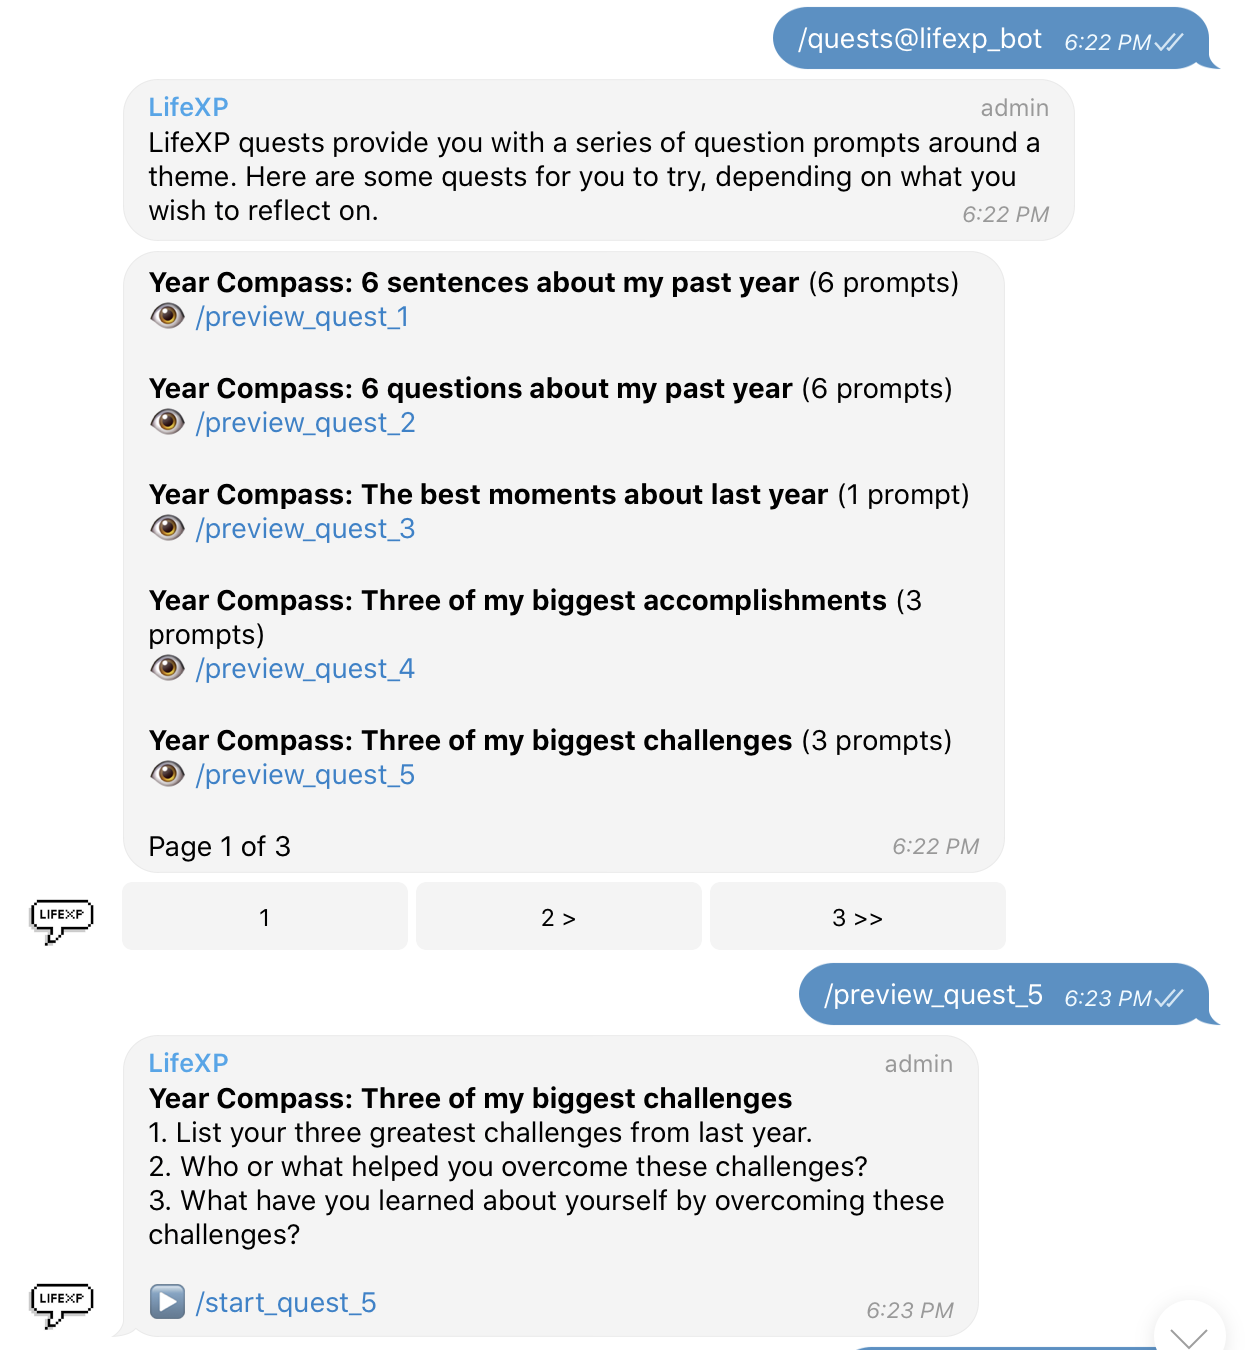 /quests@lifexp_bot 6:22 PM
LifeXP admin
LifeXP quests provide you with a series of question prompts around a
theme. Here are some quests for you to try, depending on what you
wish to reflect on.
6:22 PM
Year Compass: 6 sentences about my past year (6 prompts)
/preview_quest_1
Year Compass: 6 questions about my past year (6 prompts)
/preview_quest_2
Year Compass: The best moments about last year (1 prompt)
/preview_quest_3
Year Compass: Three of my biggest accomplishments (3
prompts)
/preview_quest_4
Year Compass: Three of my biggest challenges (3 prompts)
/preview_quest_5
Page 1 of 3 6:22 PM
LIFEXP
1 2 > 3 >>
/preview_quest_5 6:23 PM
LifeXP admin
Year Compass: Three of my biggest challenges
1. List your three greatest challenges from last year.
2. Who or what helped you overcome these challenges?
3. What have you learned about yourself by overcoming these
challenges?
LIFEXP
/start_quest_5 6:23 PM